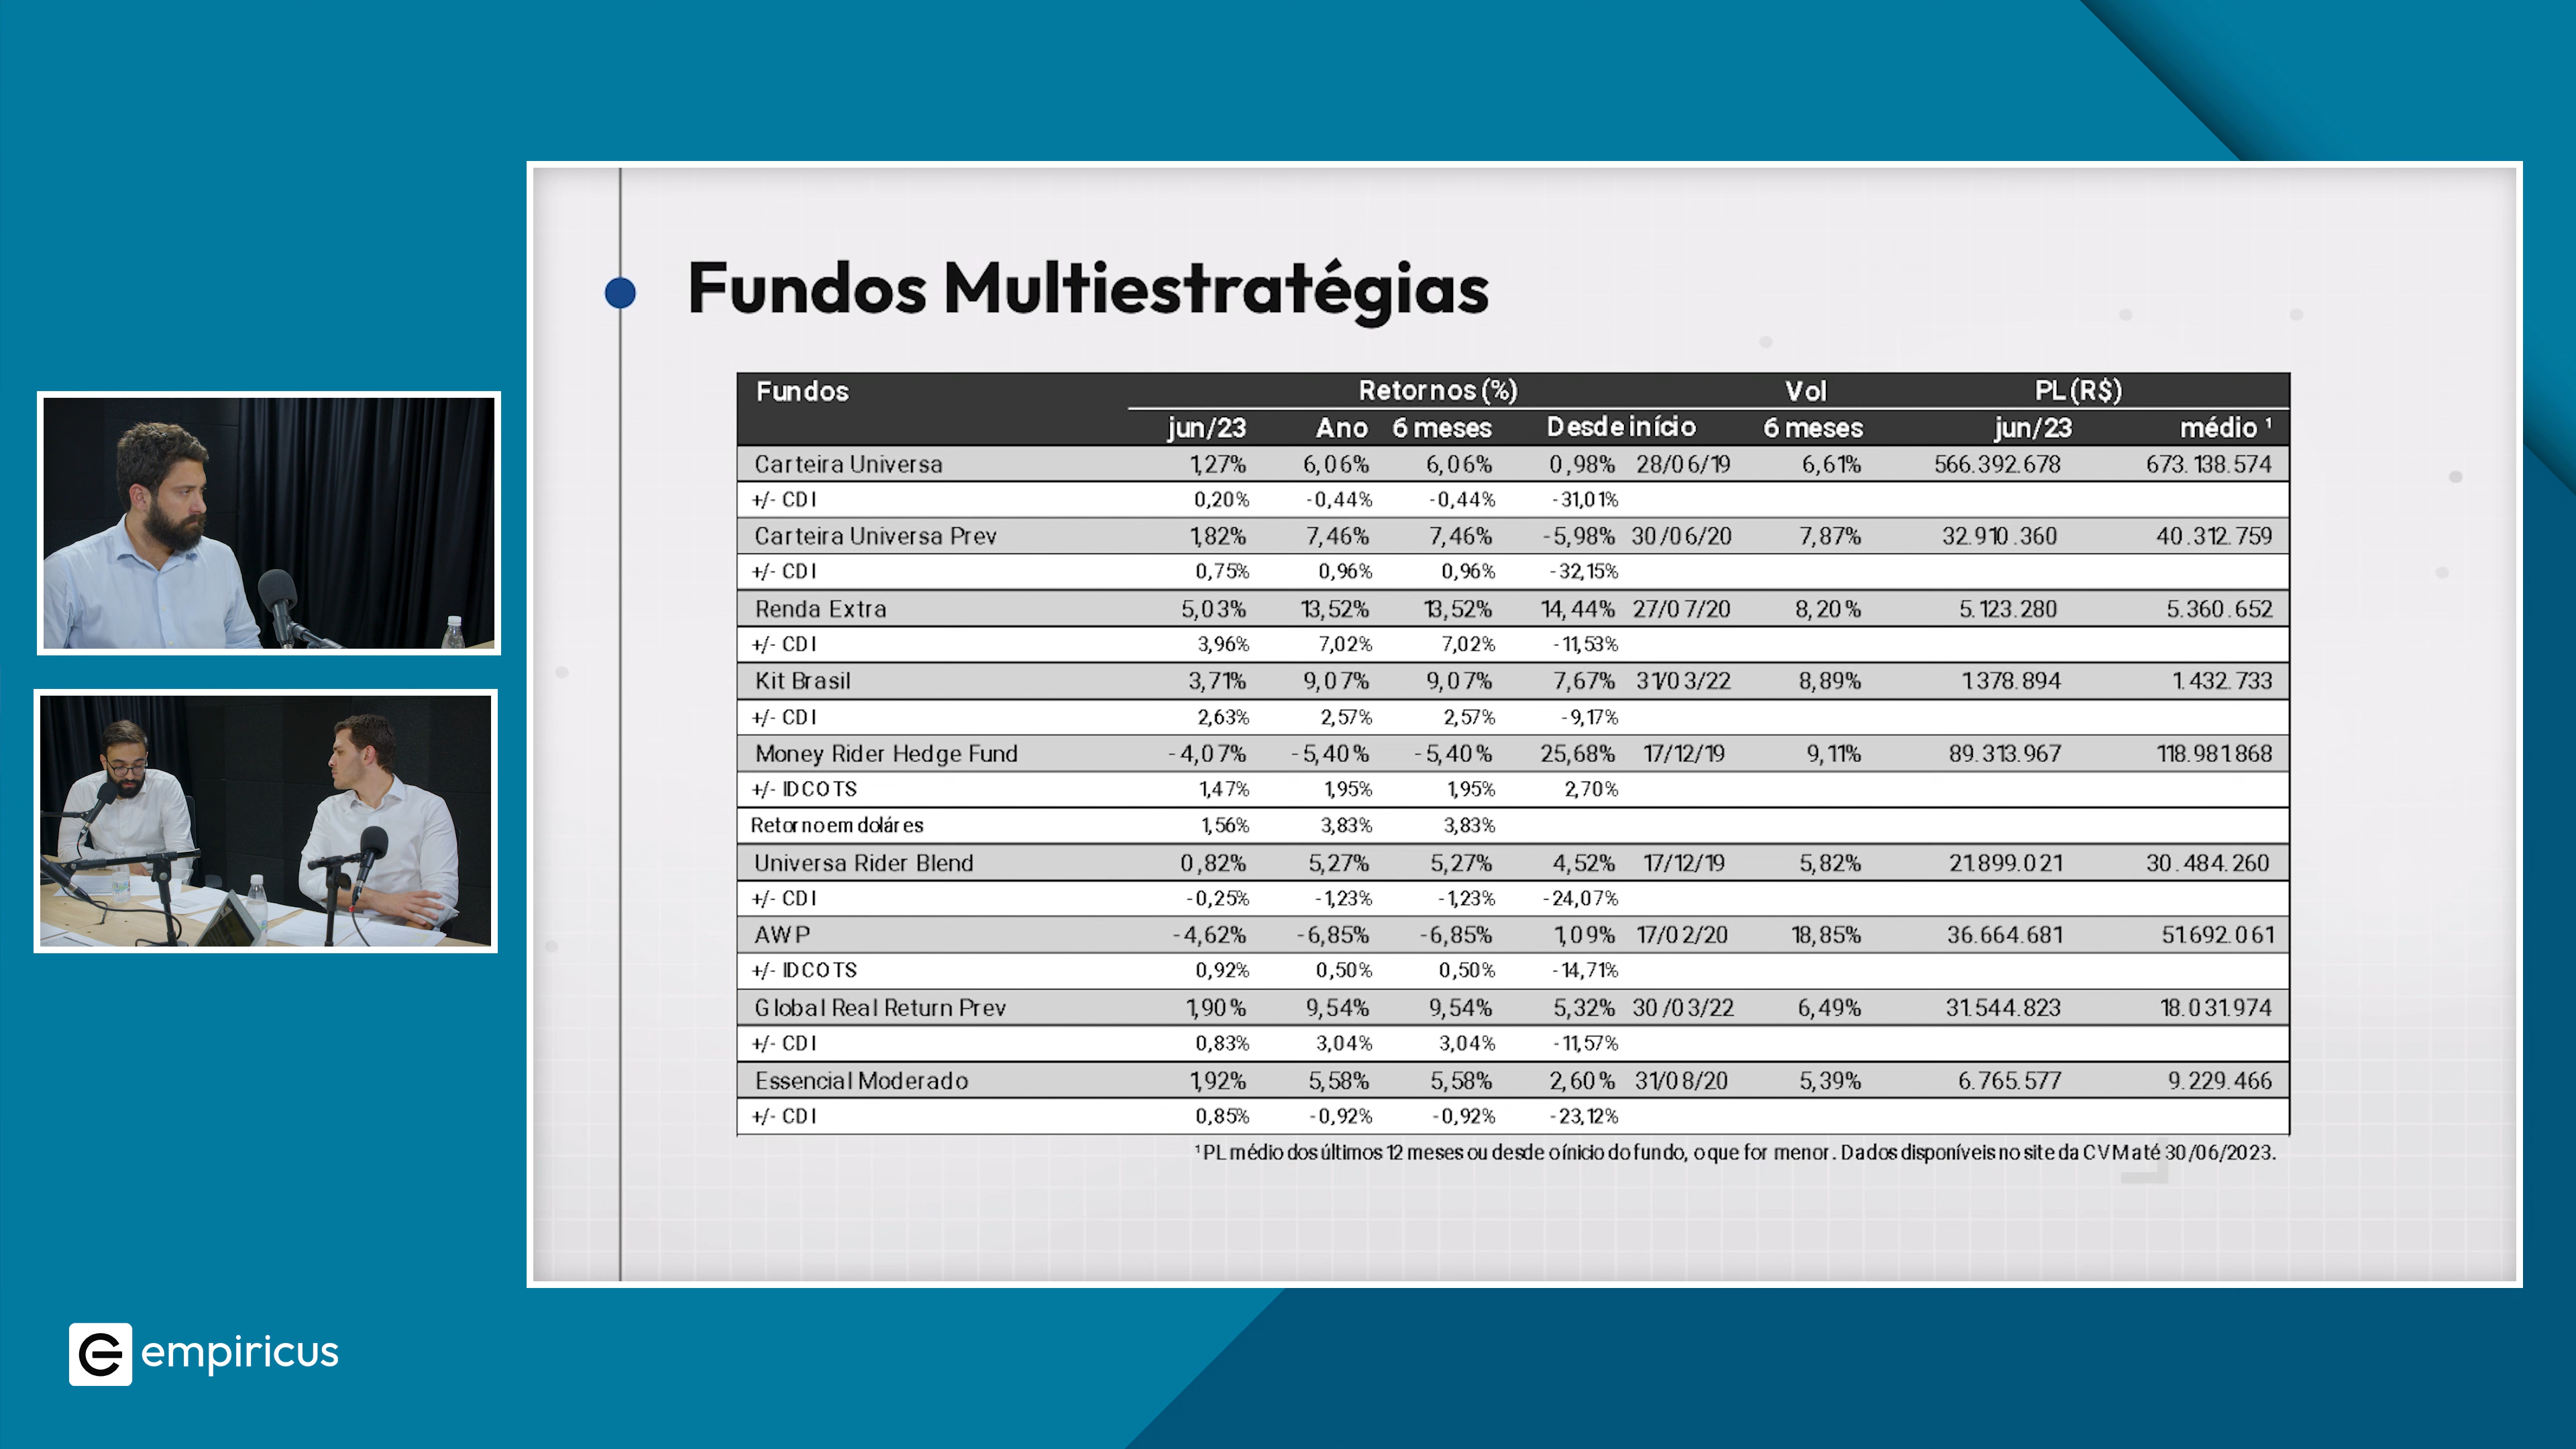 Fundos Multiestratégias
Fundos Retornos (%) Vol PL (R$)
jun/23 Ano 6 meses Desde início 6 meses jun/23 médio ¹
Carteira Universa 1,27% 6,06% 6,06% 0,98% 28/06/19 6,61% 566.392.678 673.138.574
+/- CDI 0,20% -0,44% -0,44% -31,01%
Carteira Universa Prev 1,82% 7,46% 7,46% -5,98% 30/06/20 7,87% 32.910.360 40.312.759
+/- CDI 0,75% 0,96% 0,96% -32,15%
Renda Extra 5,03% 13,52% 13,52% 14,44% 27/07/20 8,20% 5.123.280 5.360.652
+/- CDI 3,96% 7,02% 7,02% -11,53%
Kit Brasil 3,71% 9,07% 9,07% 7,67% 31/03/22 8,89% 1.378.894 1.432.733
+/- CDI 2,63% 2,57% 2,57% -9,17%
Money Rider Hedge Fund -4,07% -5,40% -5,40% 25,68% 17/12/19 9,11% 89.313.967 118.981.868
+/- IDCOTS 1,47% 1,95% 1,95% 2,70%
Retorno em doláres 1,56% 3,83% 3,83%
Universa Rider Blend 0,82% 5,27% 5,27% 4,52% 17/12/19 5,82% 21.899.021 30.484.260
+/- CDI -0,25% -1,23% -1,23% -24,07%
AWP -4,62% -6,85% -6,85% 1,09% 17/02/20 18,85% 36.664.681 51.692.061
+/- IDCOTS 0,92% 0,50% 0,50% -14,71%
Global Real Return Prev 1,90% 9,54% 9,54% 5,32% 30/03/22 6,49% 31.544.823 18.031.974
+/- CDI 0,83% 3,04% 3,04% -11,57%
Essencial Moderado 1,92% 5,58% 5,58% 2,60% 31/08/20 5,39% 6.765.577 9.229.466
+/- CDI 0,85% -0,92% -0,92% -23,12%
¹ PL médio dos últimos 12 meses ou desde o ínicio do fundo, o que for menor. Dados disponíveis no site da CVM até 30/06/2023.
empiricus